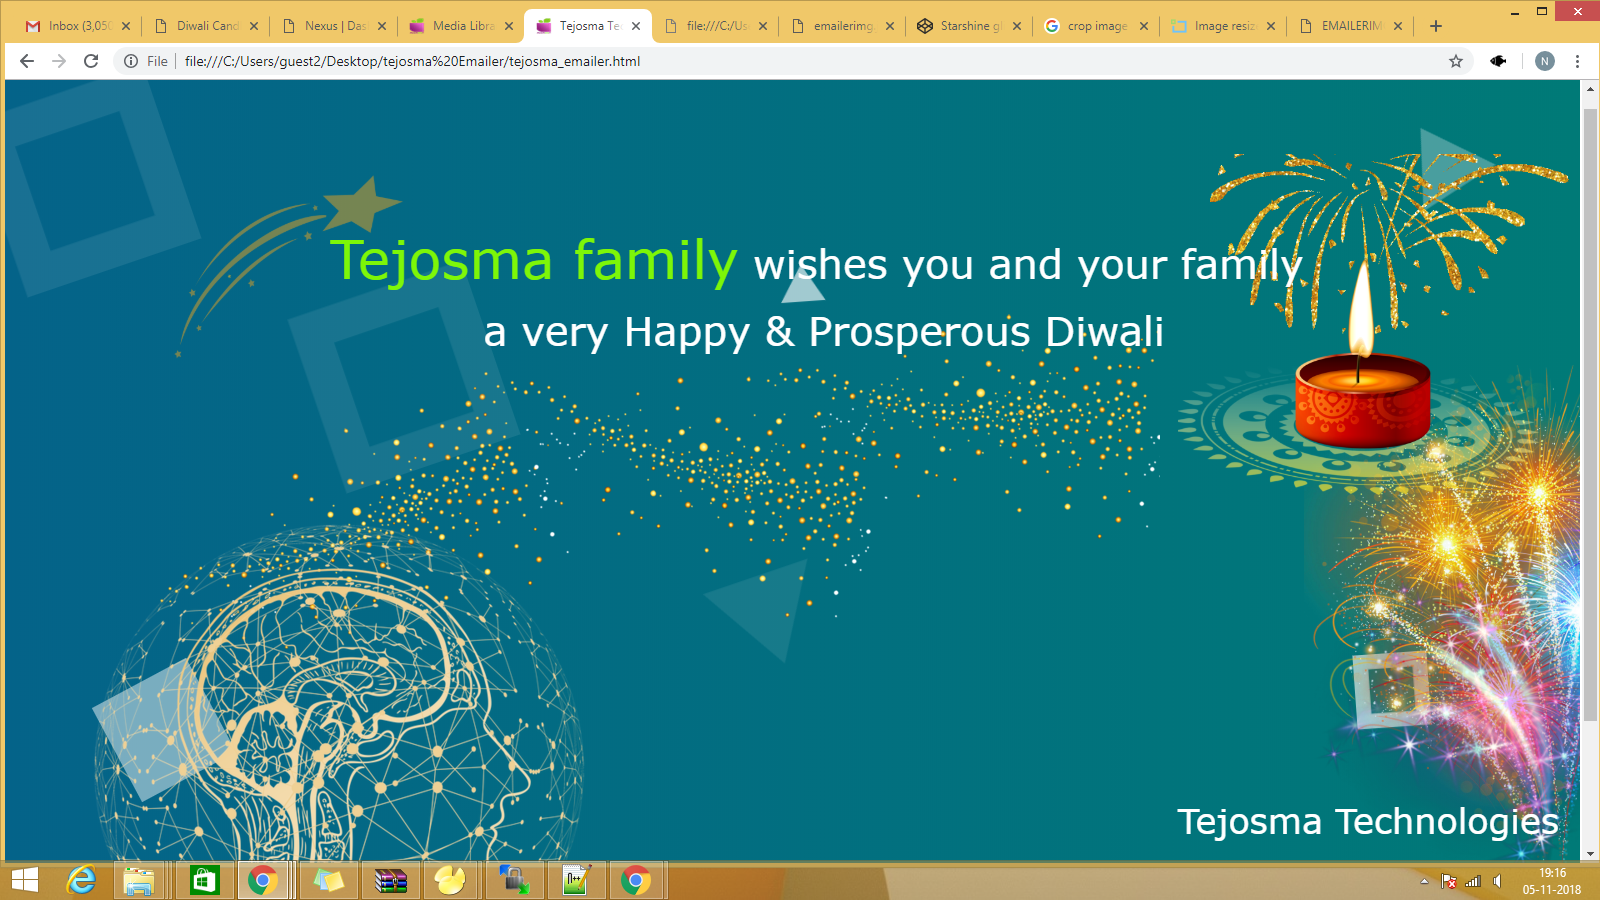 Inbox (3,050
Diwali Cand
Nexus | Das
Media Libra
Tejosma Te
file:///C:/Us
emailerimg
Starshine gl
crop image
Image resiz
EMAILERIM
File
file:///C:/Users/guest2/Desktop/tejosma%20Emailer/tejosma_emailer.html
N
Tejosma family wishes you and your family
a very Happy & Prosperous Diwali
Tejosma Technologies
19:16
05-11-2018